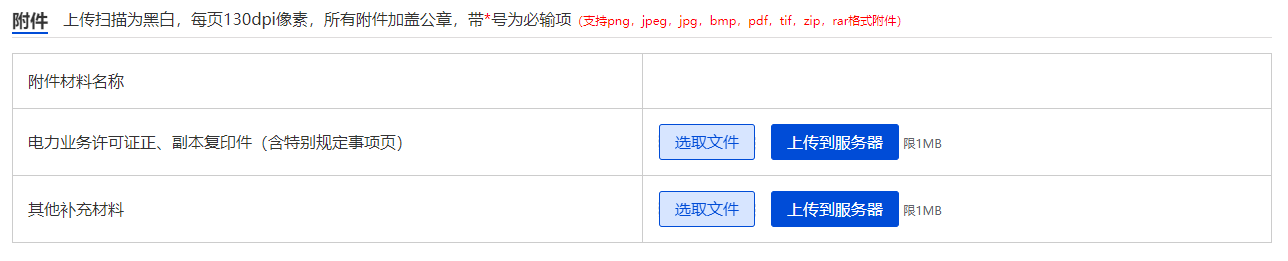 附件 上传扫描为黑白，每页130dpi像素，所有附件加盖公章，带*号为必输项（支持png，jpeg，jpg，bmp，pdf，tif，zip，rar格式附件）
附件材料名称
电力业务许可证正、副本复印件（含特别规定事项页） 选取文件 上传到服务器 限1MB
其他补充材料 选取文件 上传到服务器 限1MB